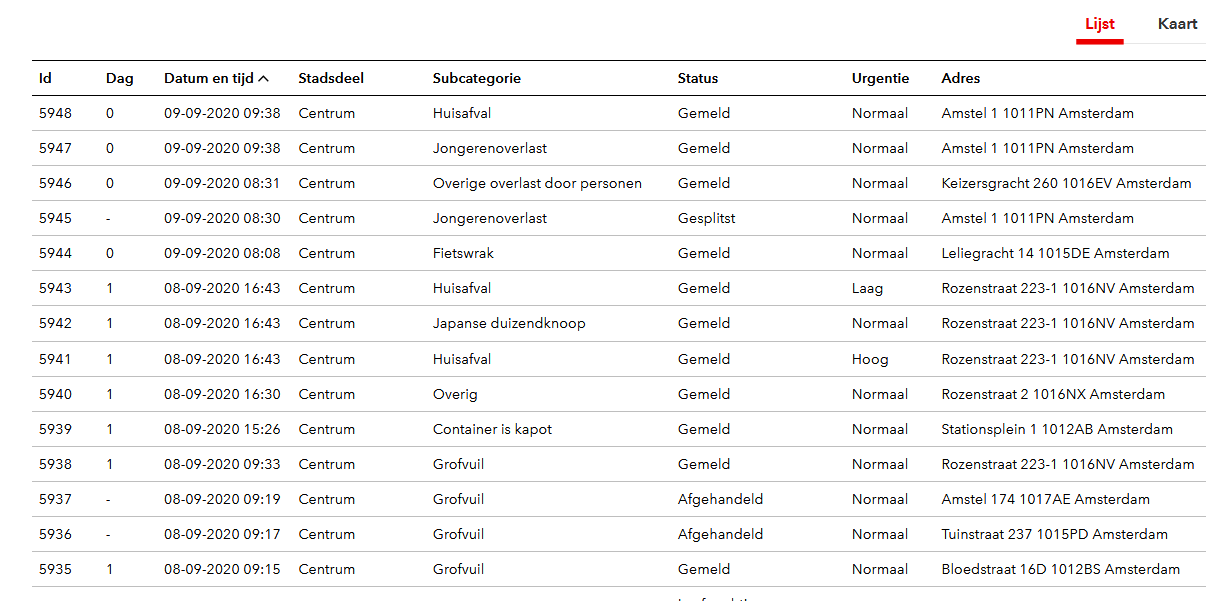 Lijst Kaart
Id Dag Datum en tijd Stadsdeel Subcategorie Status Urgentie Adres
5948 0 09-09-2020 09:38 Centrum Huisafval Gemeld Normaal Amstel 1 1011PN Amsterdam
5947 0 09-09-2020 09:38 Centrum Jongerenoverlast Gemeld Normaal Amstel 1 1011PN Amsterdam
5946 0 09-09-2020 08:31 Centrum Overige overlast door personen Gemeld Normaal Keizersgracht 260 1016EV Amsterdam
5945 - 09-09-2020 08:30 Centrum Jongerenoverlast Gesplitst Normaal Amstel 1 1011PN Amsterdam
5944 0 09-09-2020 08:08 Centrum Fietswrak Gemeld Normaal Leliegracht 14 1015DE Amsterdam
5943 1 08-09-2020 16:43 Centrum Huisafval Gemeld Laag Rozenstraat 223-1 1016NV Amsterdam
5942 1 08-09-2020 16:43 Centrum Japanse duizendknoop Gemeld Normaal Rozenstraat 223-1 1016NV Amsterdam
5941 1 08-09-2020 16:43 Centrum Huisafval Gemeld Hoog Rozenstraat 223-1 1016NV Amsterdam
5940 1 08-09-2020 16:30 Centrum Overig Gemeld Normaal Rozenstraat 2 1016NX Amsterdam
5939 1 08-09-2020 15:26 Centrum Container is kapot Gemeld Normaal Stationsplein 1 1012AB Amsterdam
5938 1 08-09-2020 09:33 Centrum Grofvuil Gemeld Normaal Rozenstraat 223-1 1016NV Amsterdam
5937 - 08-09-2020 09:19 Centrum Grofvuil Afgehandeld Normaal Amstel 174 1017AE Amsterdam
5936 - 08-09-2020 09:17 Centrum Grofvuil Afgehandeld Normaal Tuinstraat 237 1015PD Amsterdam
5935 1 08-09-2020 09:15 Centrum Grofvuil Gemeld Normaal Bloedstraat 16D 1012BS Amsterdam